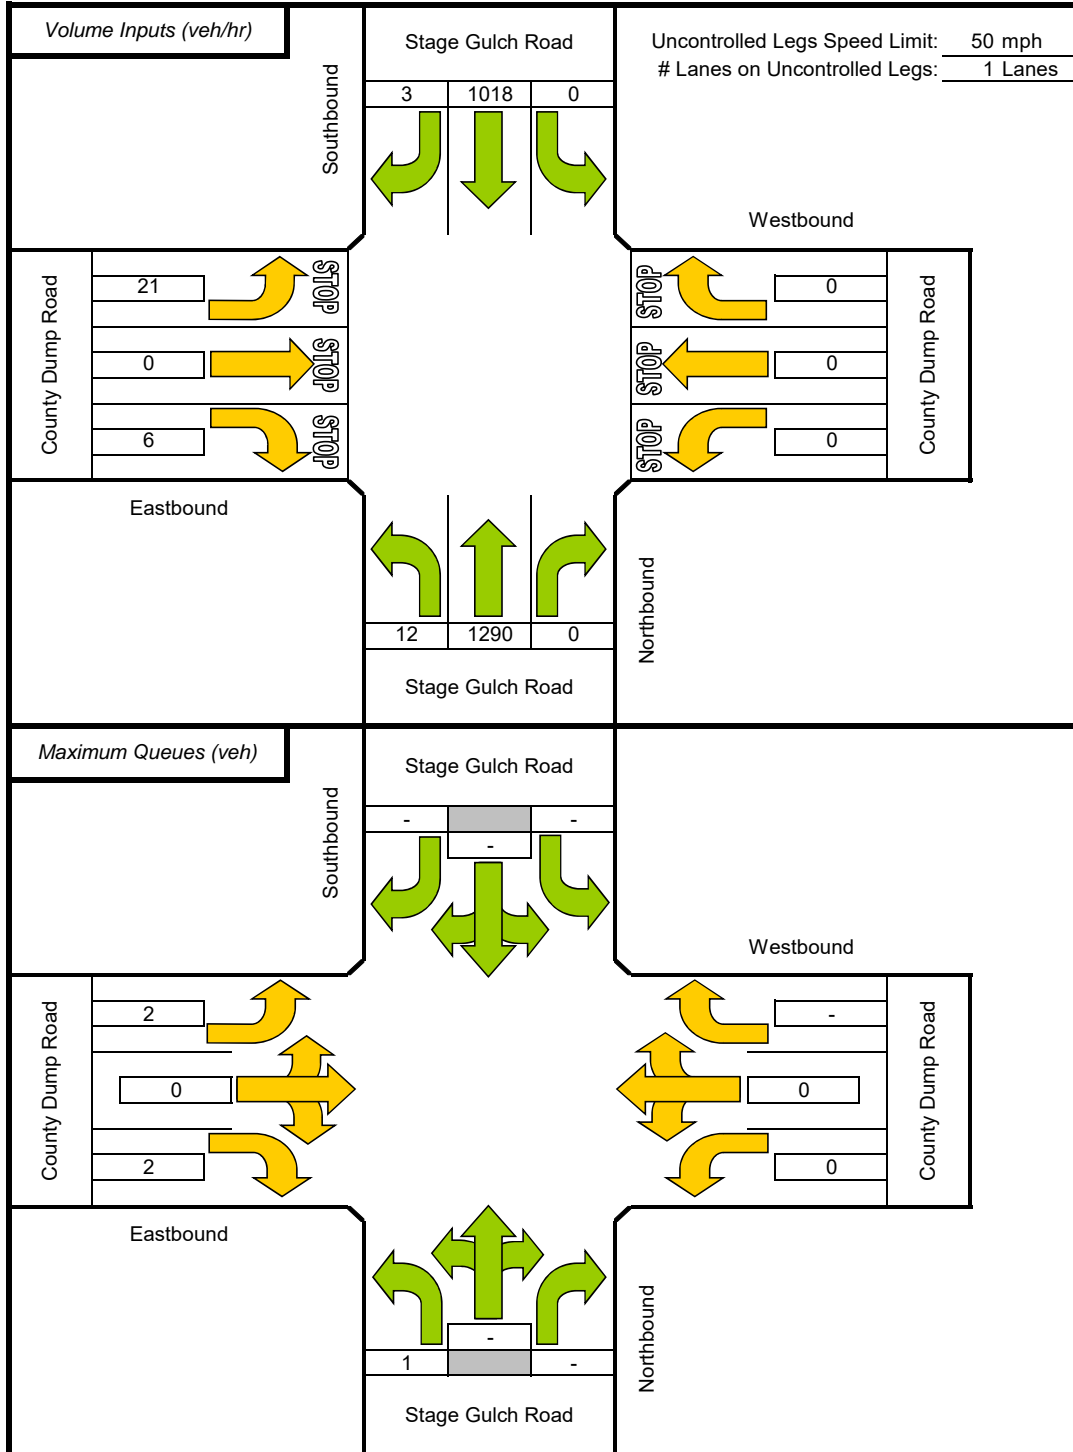 Volume Inputs (veh/hr)
Stage Gulch Road
Uncontrolled Legs Speed Limit: 50 mph
# Lanes on Uncontrolled Legs: 1 Lanes
Southbound
3 1018 0
Westbound
County Dump Road
21 STOP
0 STOP
6 STOP
STOP 0
STOP 0
STOP 0
County Dump Road
Eastbound
Northbound
12 1290 0
Stage Gulch Road
Maximum Queues (veh)
Stage Gulch Road
Southbound
- -
-
Westbound
County Dump Road
2
0
2
-
0
0
County Dump Road
Eastbound
Northbound
-
1 -
Stage Gulch Road